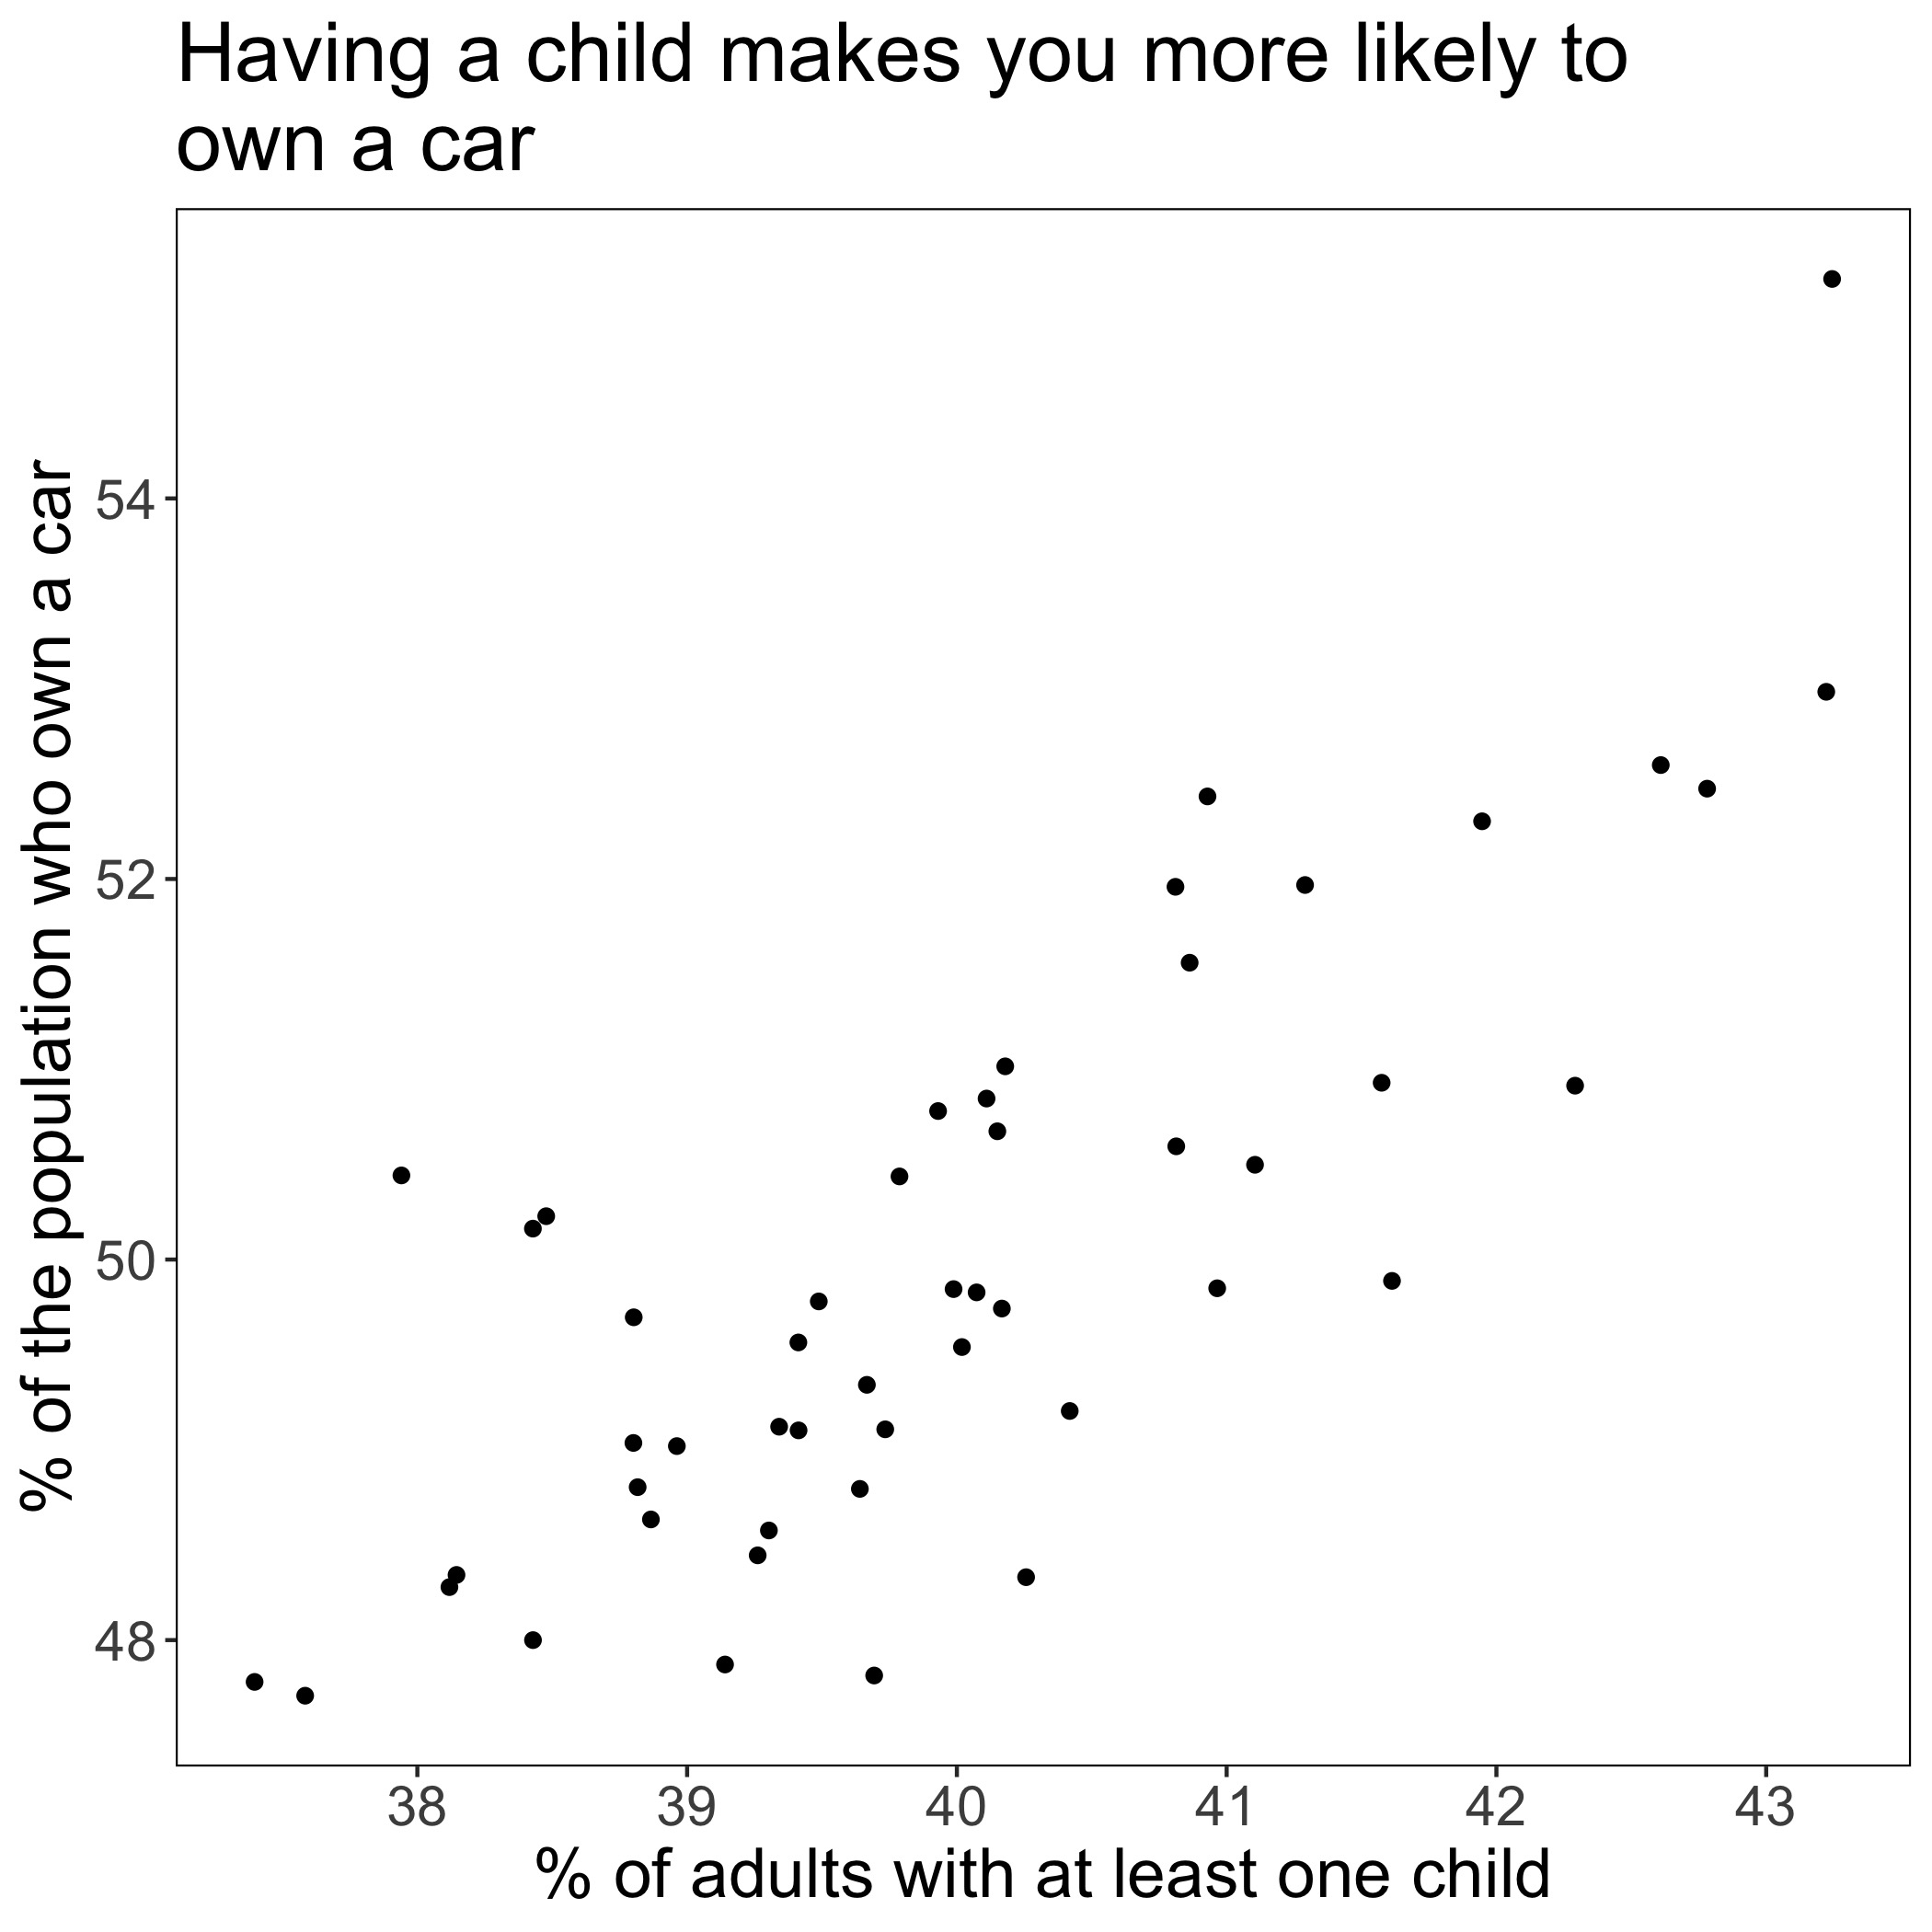 Having a child makes you more likely to
own a car
% of the population who own a car
54
52
50
48
38
39
40
41
42
43
% of adults with at least one child